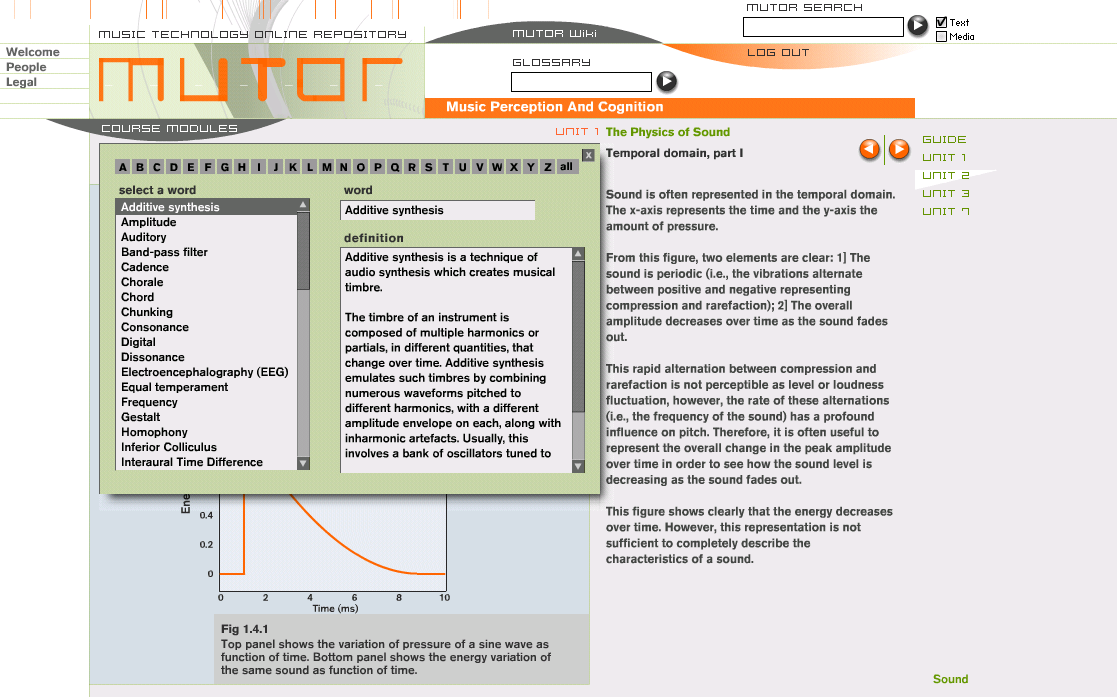 MUTOR SEARCH
Text
Media
MUSIC TECHNOLOGY ONLINE REPOSITORY
MUTOR Wiki
LOG OUT
Welcome
People
Legal
MUTOR
GLOSSARY
Music Perception And Cognition
COURSE MODULES
UNIT 1
The Physics of Sound
Temporal domain, part I
GUIDE
UNIT 1
UNIT 2
UNIT 3
UNIT 7
X
A B C D E F G H I J K L M N O P Q R S T U V W X Y Z all
select a word
Additive synthesis
Amplitude
Auditory
Band-pass filter
Cadence
Chorale
Chord
Chunking
Consonance
Digital
Dissonance
Electroencephalography (EEG)
Equal temperament
Frequency
Gestalt
Homophony
Inferior Colliculus
Interaural Time Difference
word
Additive synthesis
definition
Additive synthesis is a technique of
audio synthesis which creates musical
timbre.
The timbre of an instrument is
composed of multiple harmonics or
partials, in different quantities, that
change over time. Additive synthesis
emulates such timbres by combining
numerous waveforms pitched to
different harmonics, with a different
amplitude envelope on each, along with
inharmonic artefacts. Usually, this
involves a bank of oscillators tuned to
Sound is often represented in the temporal domain.
The x-axis represents the time and the y-axis the
amount of pressure.
From this figure, two elements are clear: 1] The
sound is periodic (i.e., the vibrations alternate
between positive and negative representing
compression and rarefaction); 2] The overall
amplitude decreases over time as the sound fades
out.
This rapid alternation between compression and
rarefaction is not perceptible as level or loudness
fluctuation, however, the rate of these alternations
(i.e., the frequency of the sound) has a profound
influence on pitch. Therefore, it is often useful to
represent the overall change in the peak amplitude
over time in order to see how the sound level is
decreasing as the sound fades out.
This figure shows clearly that the energy decreases
over time. However, this representation is not
sufficient to completely describe the
characteristics of a sound.
Ene
0.4
0.2
0
0 2 4 6 8 10
Time (ms)
Fig 1.4.1
Top panel shows the variation of pressure of a sine wave as
function of time. Bottom panel shows the energy variation of
the same sound as function of time.
Sound